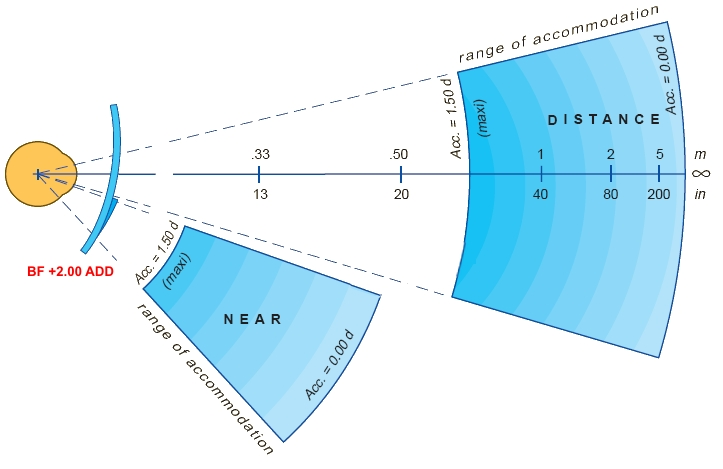 range of accommodation
Acc. = 1.50 d
(maxi)
DISTANCE
Acc. = 0.00 d
.33
.50
1
2
5
m
∞
13
20
40
80
200
in
BF +2.00 ADD
Acc. = 1.50 d
(maxi)
NEAR
Acc. = 0.00 d
range of accommodation